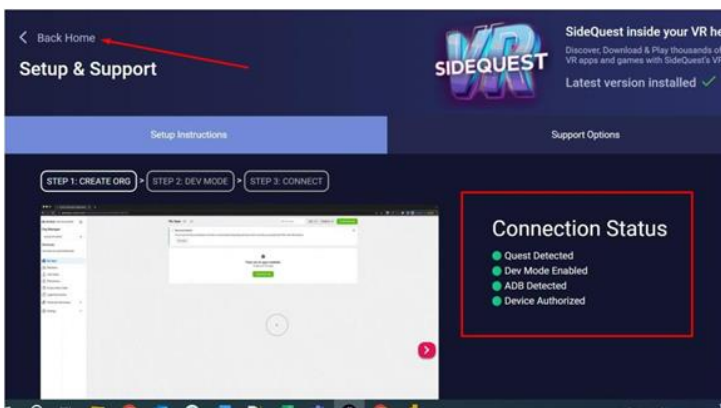 Back Home
Setup & Support
SIDEQUEST
VR
SideQuest inside your VR he
Discover, Download & Play thousands of
VR apps and games with SideQuest's VR
Latest version installed
Setup Instructions
Support Options
STEP 1: CREATE ORG > STEP 2: DEV MODE > STEP 3: CONNECT
Connection Status
Quest Detected
Dev Mode Enabled
ADB Detected
Device Authorized